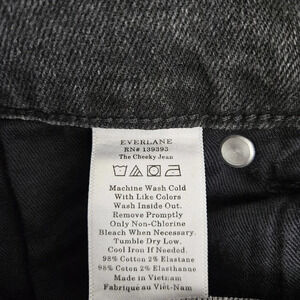 EVERLANE
RN# 139393
The Cheeky Jean
Machine Wash Cold
With Like Colors
Wash Inside Out.
Remove Promptly
Only Non-Chlorine
Bleach When Necessary.
Tumble Dry Low.
Cool Iron If Needed.
98% Cotton 2% Elastane
98% Coton 2% Elasthanne
Made in Vietnam
Fabriqué au Viêt-Nam